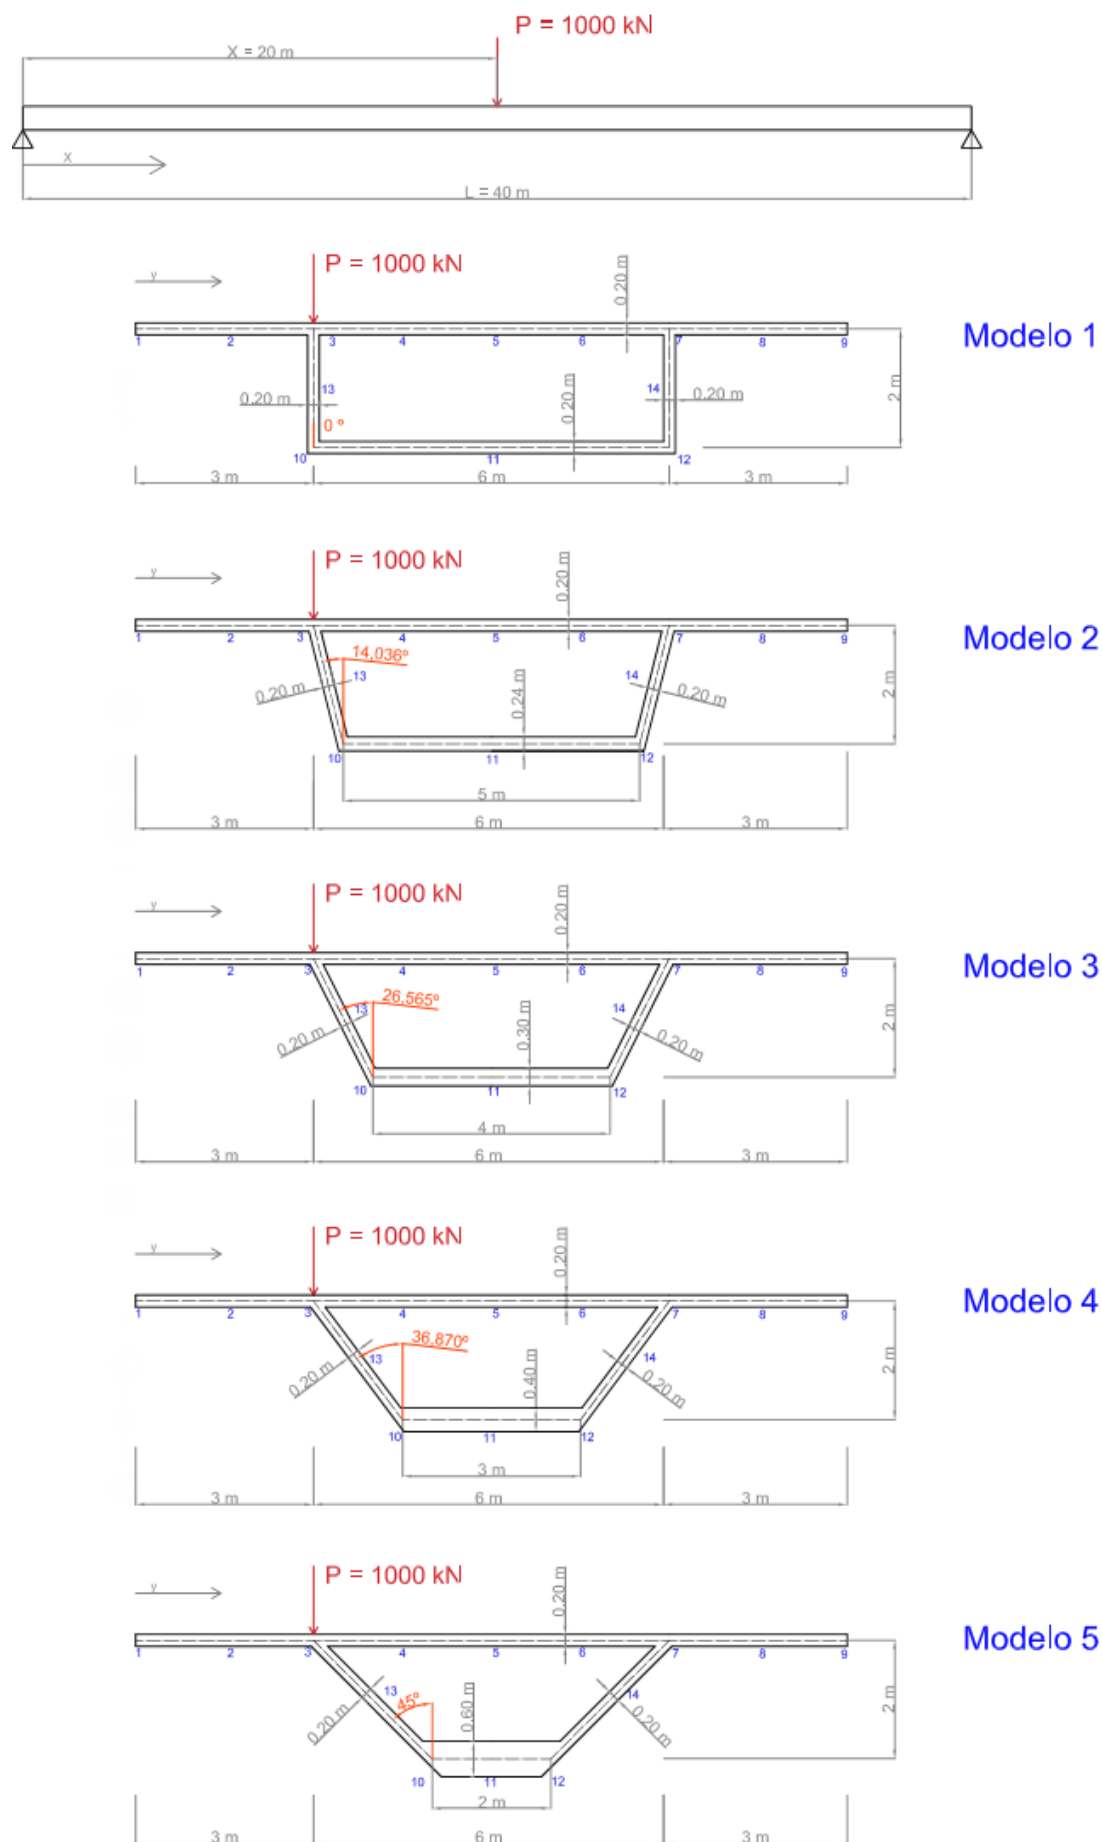 P = 1000 kN
X = 20 m
x
L = 40 m
P = 1000 kN
y
0.20 m
1 2 3 4 5 6 7 8 9
Modelo 1
13 14
0.20 m 0.20 m 0.20 m
2 m
0 º
10 11 12
3 m 6 m 3 m
P = 1000 kN
y
0.20 m
1 2 3 4 5 6 7 8 9
Modelo 2
14,036º
13 14
0.20 m 0.24 m 0.20 m
2 m
10 11 12
5 m
3 m 6 m 3 m
P = 1000 kN
y
0.20 m
1 2 3 4 5 6 7 8 9
Modelo 3
26,565º
13 14
0.20 m 0.30 m 0.20 m
2 m
10 11 12
4 m
3 m 6 m 3 m
P = 1000 kN
y
0.20 m
1 2 3 4 5 6 7 8 9
Modelo 4
36,870º
13 14
0.20 m 0.40 m 0.20 m
2 m
10 11 12
3 m
3 m 6 m 3 m
P = 1000 kN
y
0.20 m
1 2 3 4 5 6 7 8 9
Modelo 5
13 14
45º
0.20 m 0.60 m 0.20 m
2 m
10 11 12
2 m
3 m 6 m 3 m